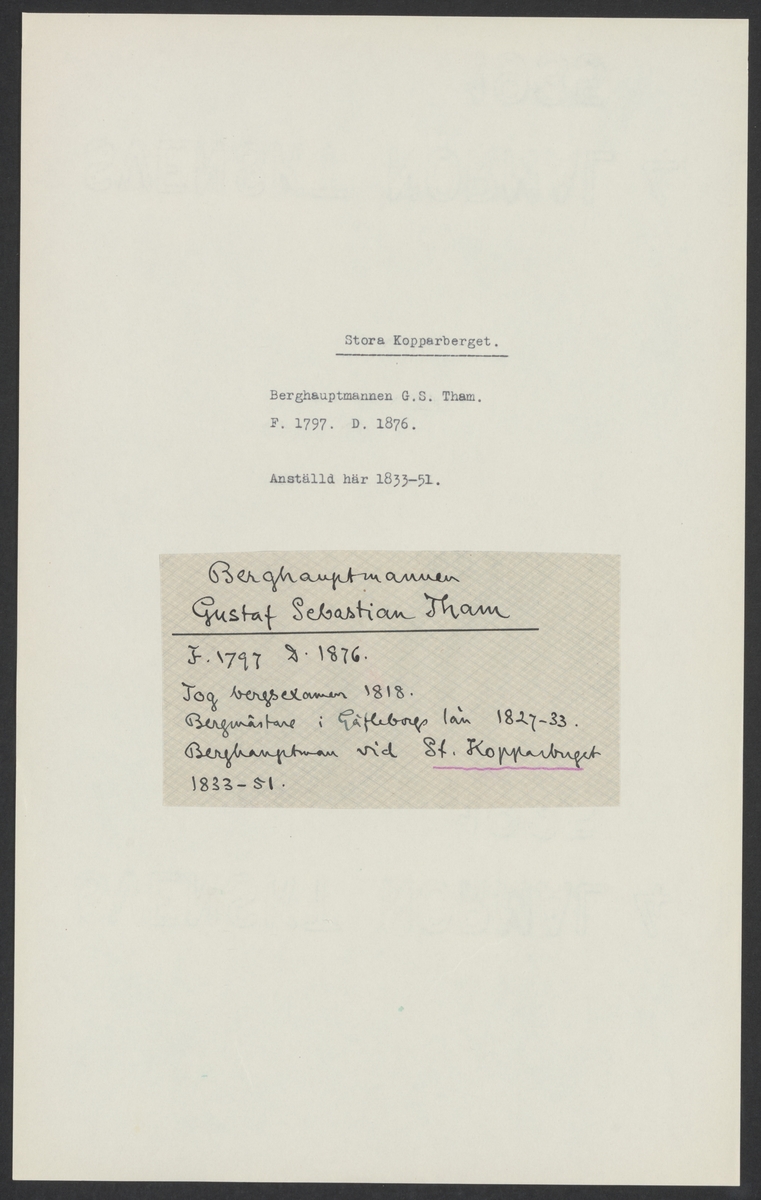 Stora Kopparberget.
Berghauptmannen G.S. Tham.
F. 1797. D. 1876.
Anställd här 1833-51.
Berghauptmannen
Gustaf Sebastian Tham
F. 1797 D. 1876.
Tog bergsexamen 1818.
Bergmästare i Gäfleborgs län 1827-33.
Berghauptman vid St. Kopparberget
1833-51.